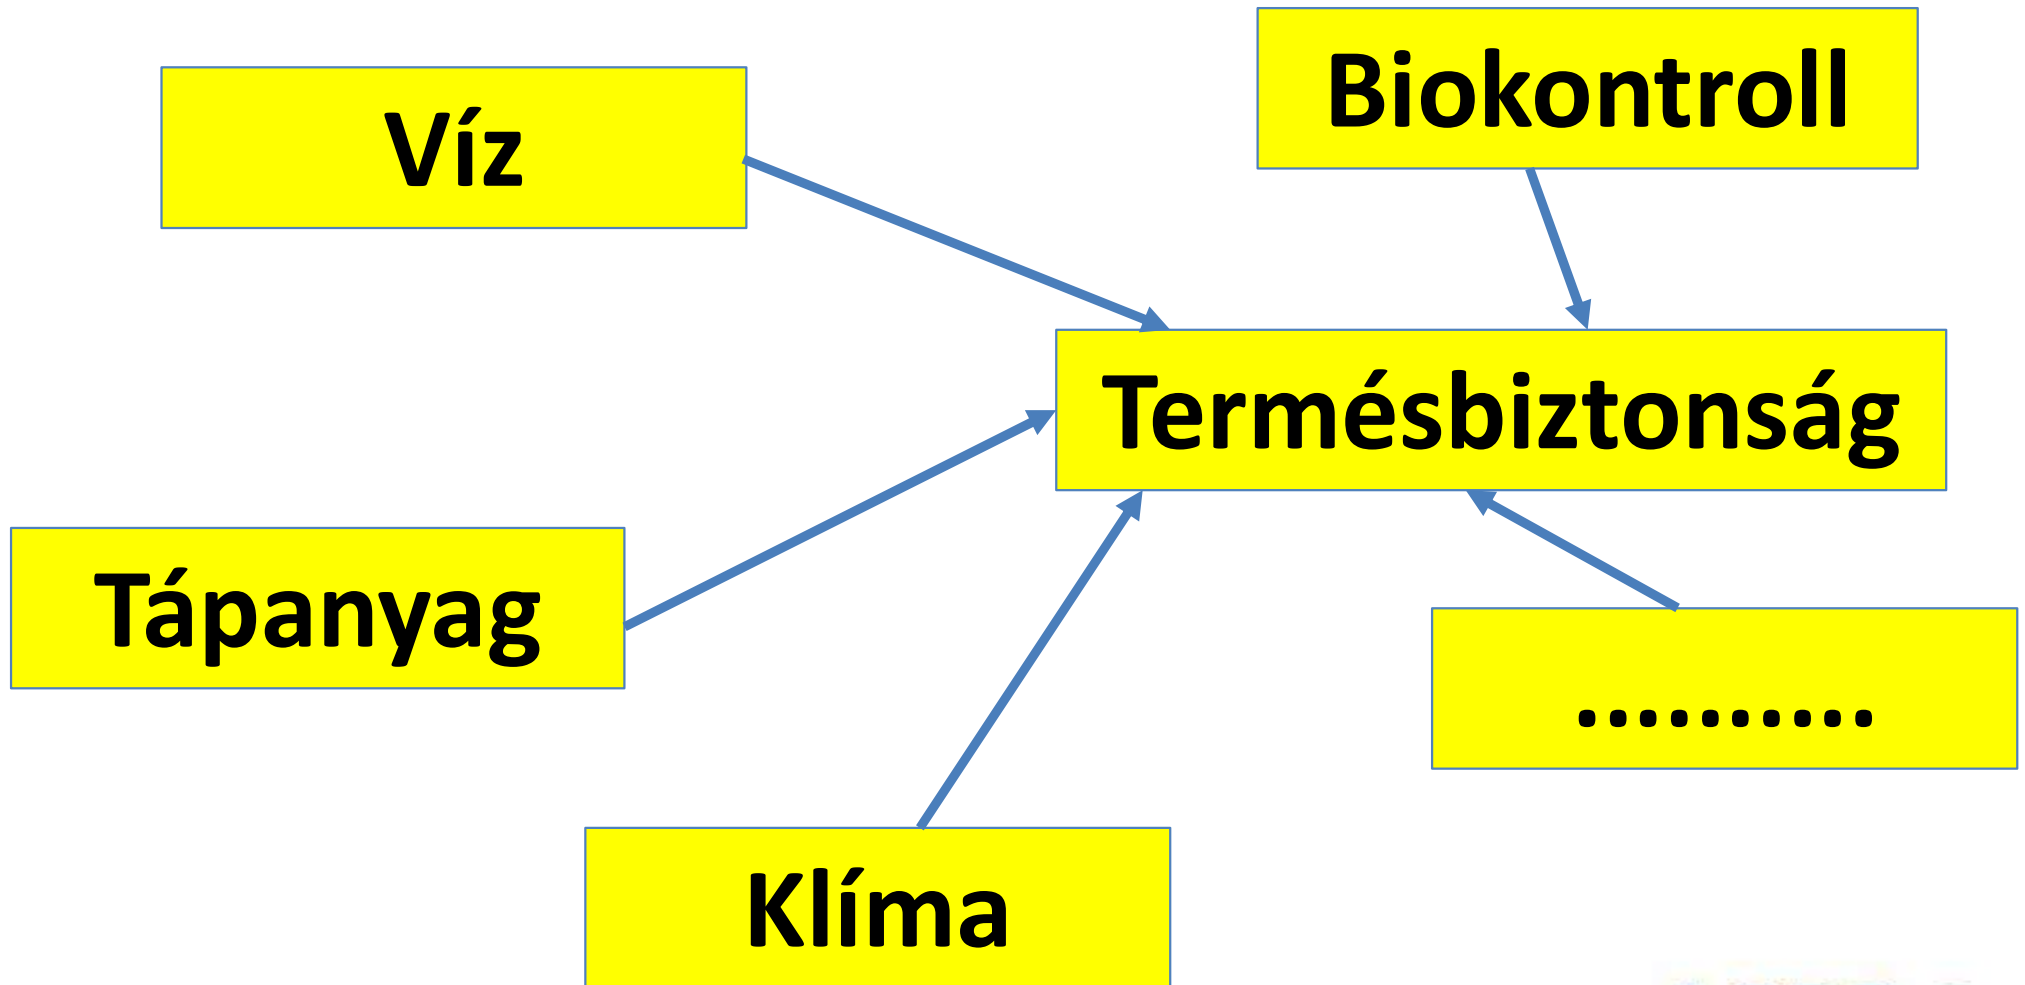 Biokontroll
Víz
Termésbiztonság
Tápanyag
..........
Klíma